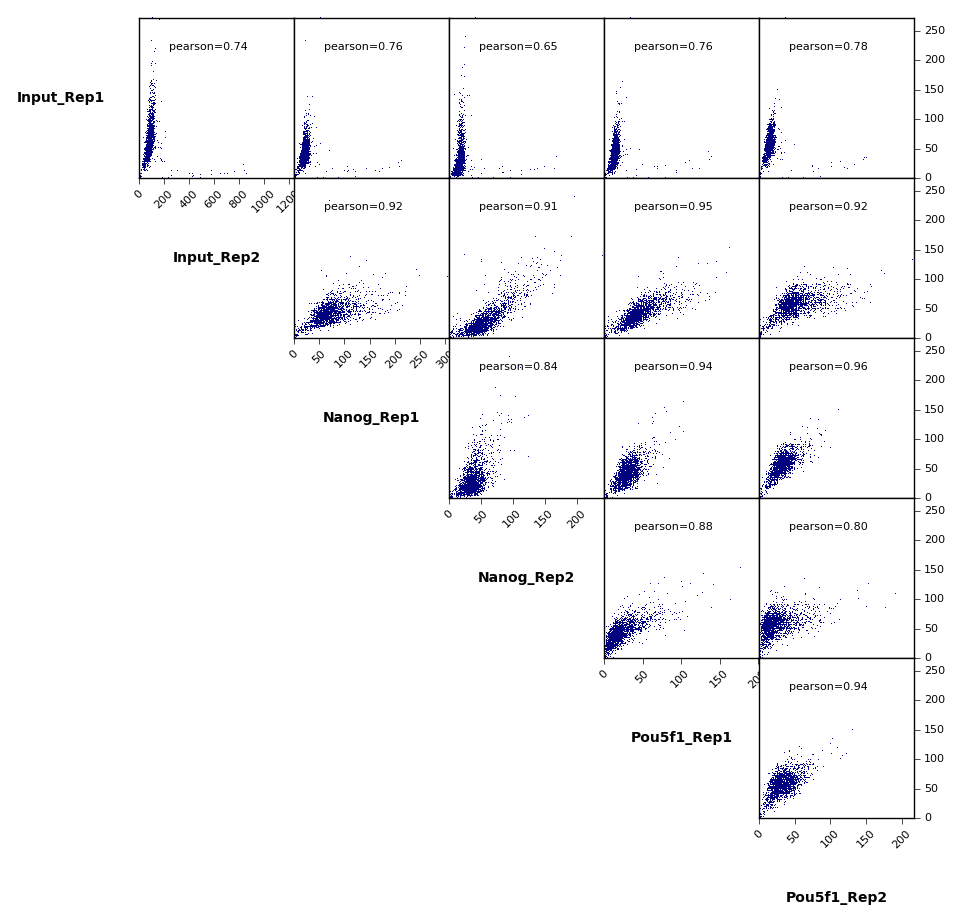 pearson=0.74 pearson=0.76 pearson=0.65 pearson=0.76 pearson=0.78
250
200
150
100
50
0
Input_Rep1
0 200 400 600 800 1000 1200
pearson=0.92 pearson=0.91 pearson=0.95 pearson=0.92
250
200
150
100
50
0
Input_Rep2
0 50 100 150 200 250 300
pearson=0.84 pearson=0.94 pearson=0.96
250
200
150
100
50
0
Nanog_Rep1
0 50 100 150 200
pearson=0.88 pearson=0.80
250
200
150
100
50
0
Nanog_Rep2
0 50 100 150 200
pearson=0.94
250
200
150
100
50
0
Pou5f1_Rep1
0 50 100 150 200
Pou5f1_Rep2